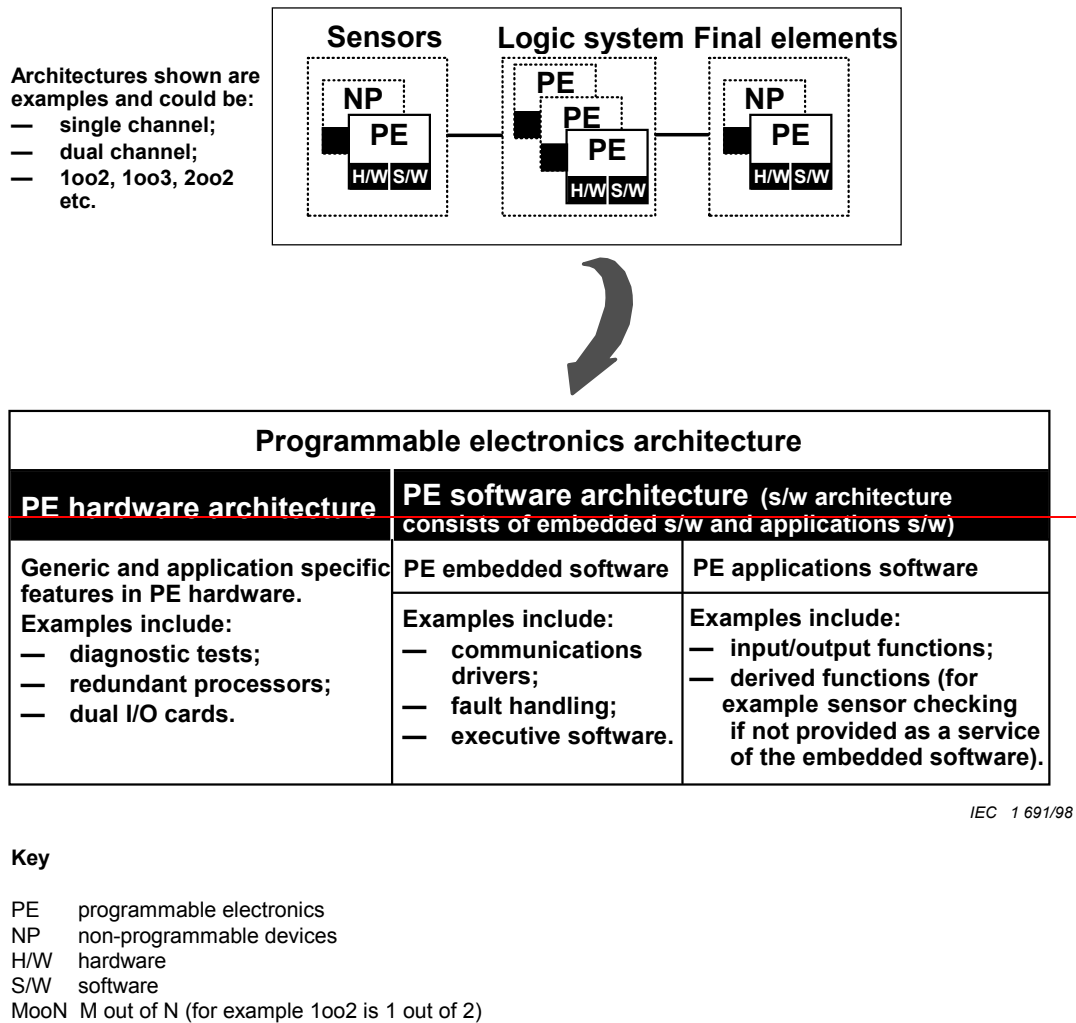 Architectures shown are
examples and could be:
— single channel;
— dual channel;
— 1oo2, 1oo3, 2oo2
etc.
Sensors
NP
PE
H/W S/W
Logic system
PE
PE
PE
H/W S/W
Final elements
NP
PE
H/W S/W
Programmable electronics architecture
PE hardware architecture
PE software architecture (s/w architecture
consists of embedded s/w and applications s/w)
Generic and application specific
features in PE hardware.
Examples include:
— diagnostic tests;
— redundant processors;
— dual I/O cards.
PE embedded software
Examples include:
— communications
drivers;
— fault handling;
— executive software.
PE applications software
Examples include:
— input/output functions;
— derived functions (for
example sensor checking
if not provided as a service
of the embedded software).
IEC 1 691/98
Key
PE programmable electronics
NP non-programmable devices
H/W hardware
S/W software
MooN M out of N (for example 1oo2 is 1 out of 2)